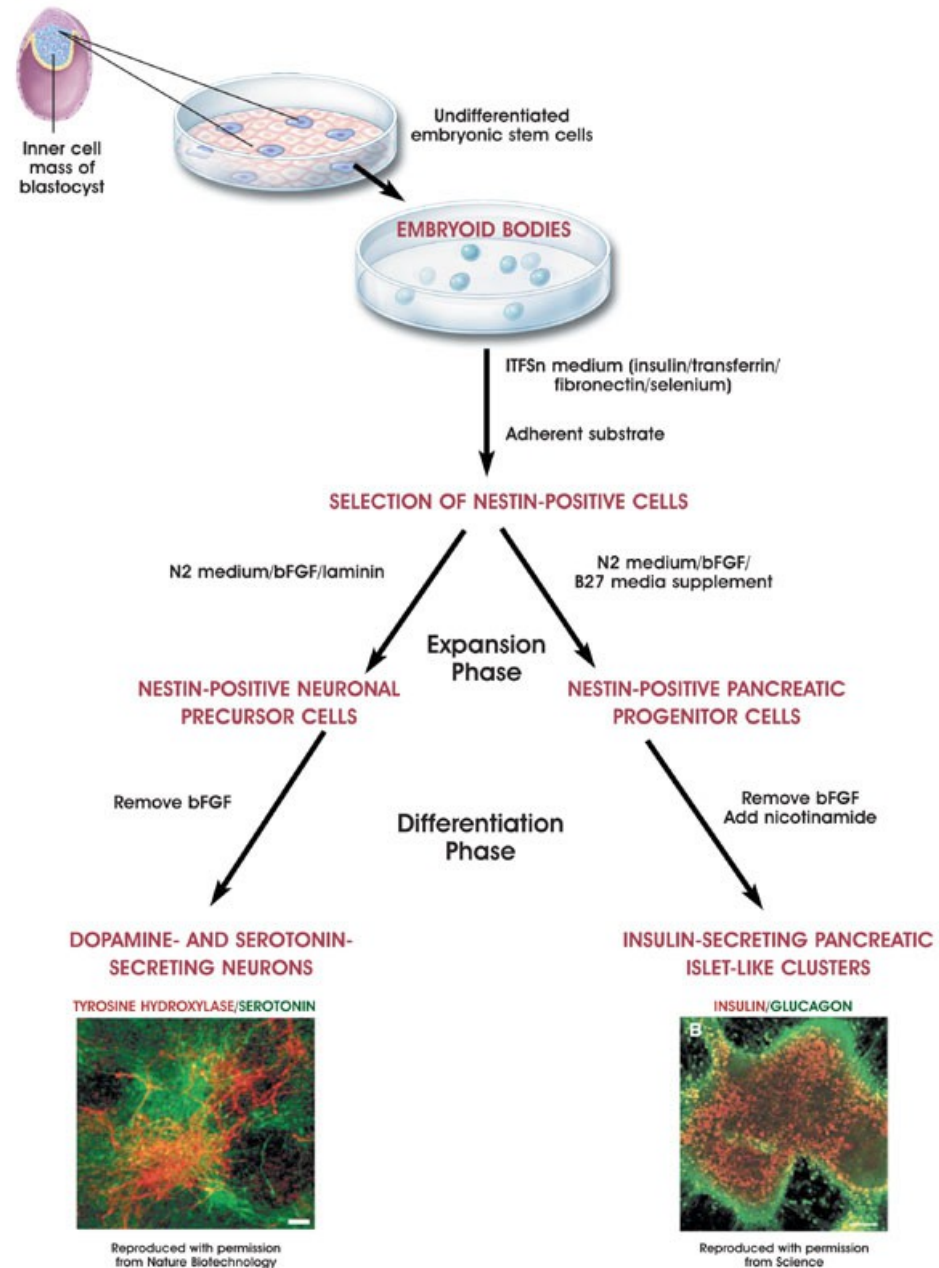 Inner cell
mass of
blastocyst
Undifferentiated
embryonic stem cells
EMBRYOID BODIES
ITFSn medium (insulin/transferrin/
fibronectin/selenium)
Adherent substrate
SELECTION OF NESTIN-POSITIVE CELLS
N2 medium/bFGF/laminin
N2 medium/bFGF/
B27 media supplement
Expansion
Phase
NESTIN-POSITIVE NEURONAL
PRECURSOR CELLS
NESTIN-POSITIVE PANCREATIC
PROGENITOR CELLS
Remove bFGF
Remove bFGF
Add nicotinamide
Differentiation
Phase
DOPAMINE- AND SEROTONIN-
SECRETING NEURONS
INSULIN-SECRETING PANCREATIC
ISLET-LIKE CLUSTERS
TYROSINE HYDROXYLASE/SEROTONIN
INSULIN/GLUCAGON
B
Reproduced with permission
from Nature Biotechnology
Reproduced with permission
from Science